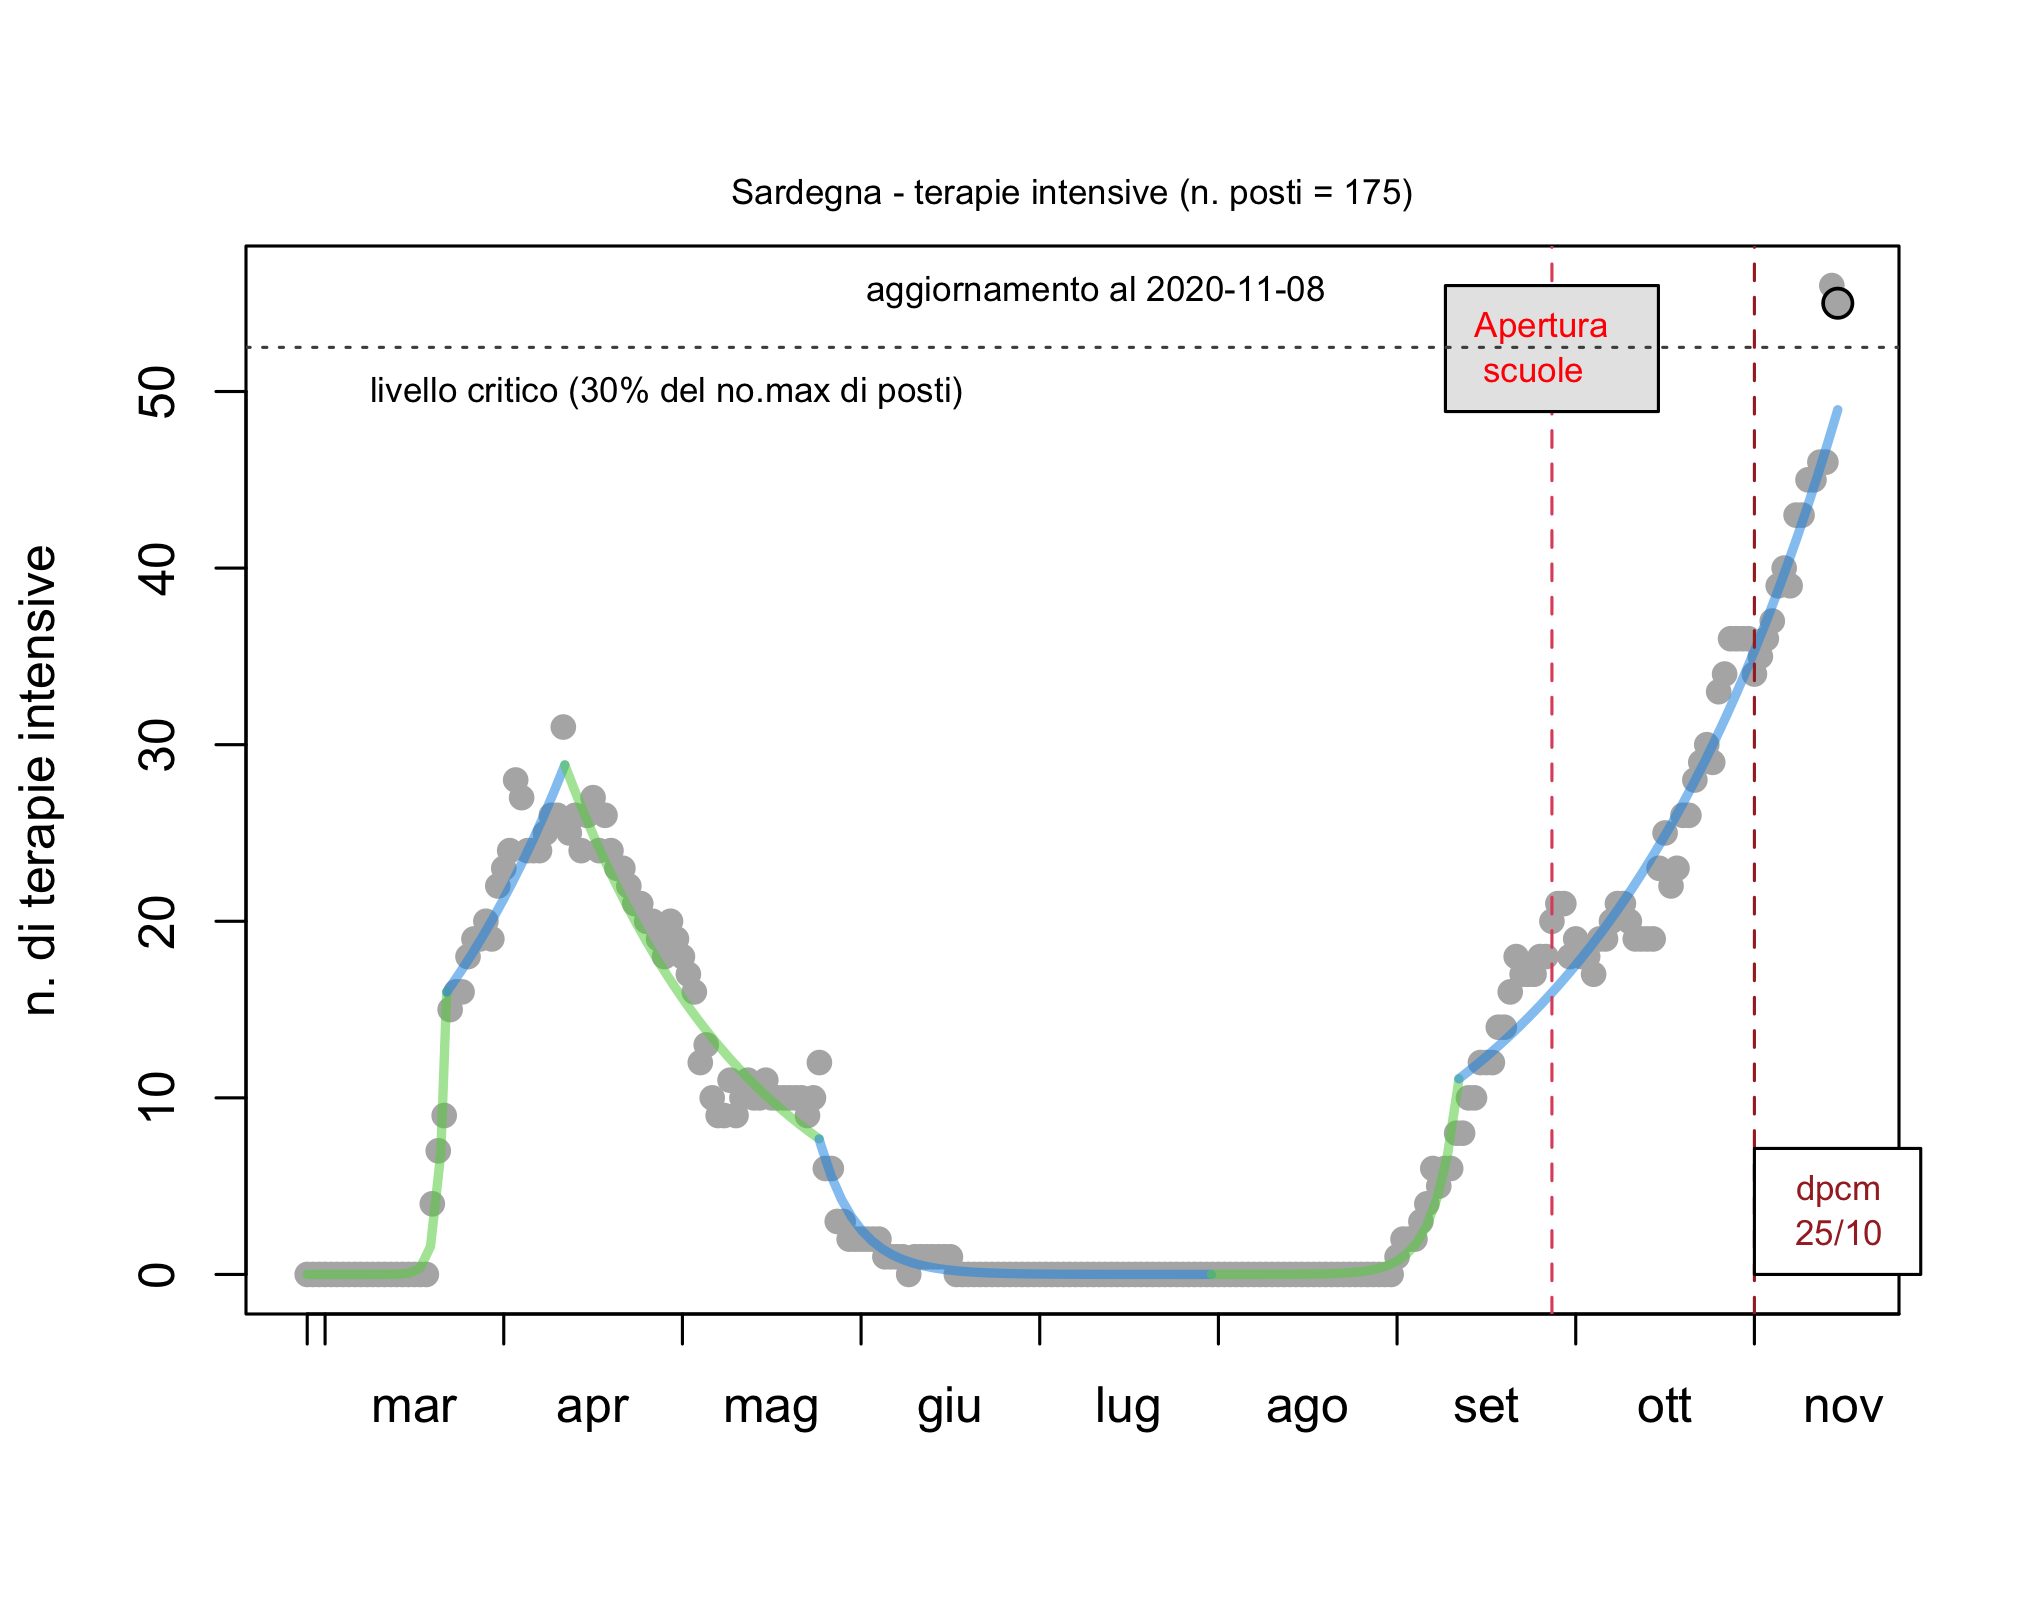 Sardegna - terapie intensive (n. posti = 175)
aggiornamento al 2020-11-08
Apertura
scuole
livello critico (30% del no.max di posti)
n. di terapie intensive
50
40
30
20
10
0
dpcm
25/10
mar apr mag giu lug ago set ott nov